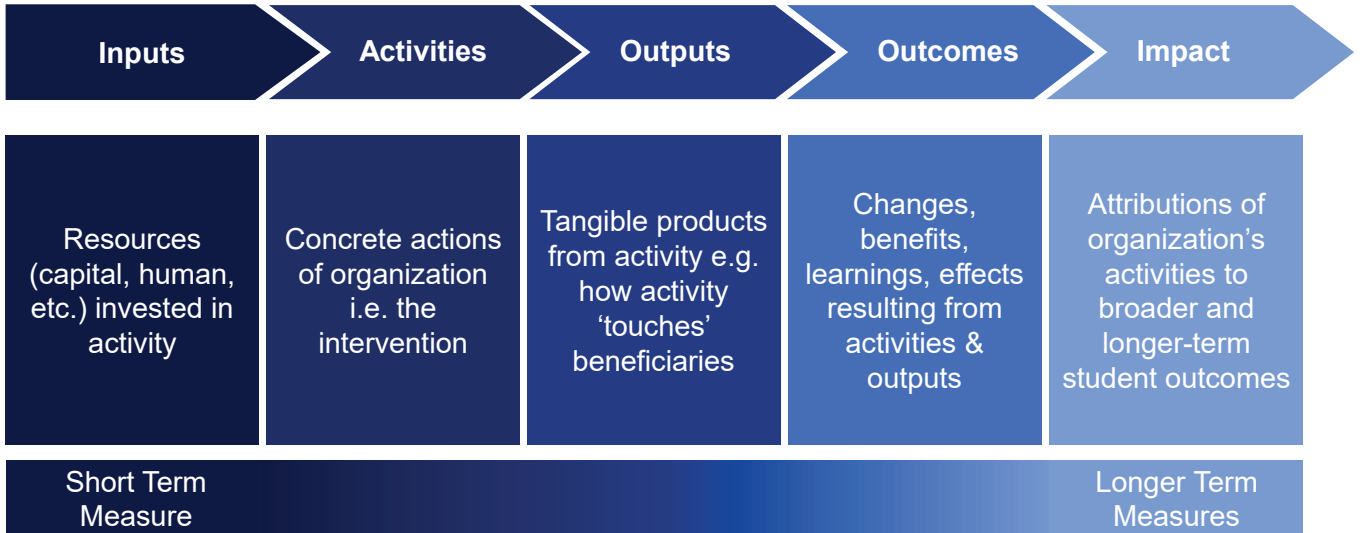 Inputs
Activities
Outputs
Outcomes
Impact
Resources
(capital, human,
etc.) invested in
activity
Concrete actions
of organization
i.e. the
intervention
Tangible products
from activity e.g.
how activity
‘touches’
beneficiaries
Changes,
benefits,
learnings, effects
resulting from
activities &
outputs
Attributions of
organization’s
activities to
broader and
longer-term
student outcomes
Short Term
Measure
Longer Term
Measures